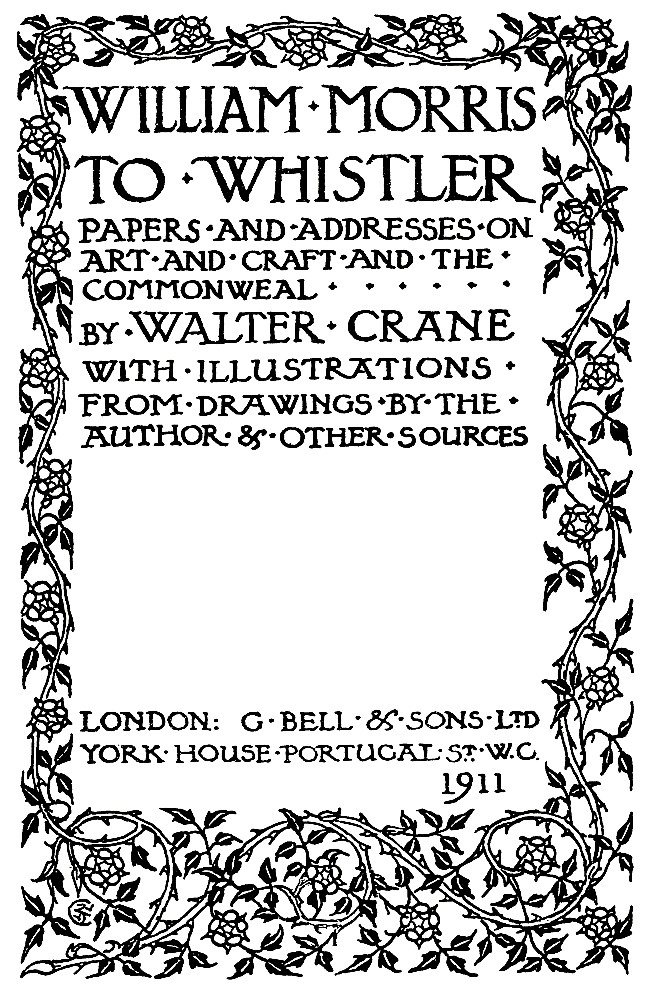 WILLIAM·MORRIS
TO·WHISTLER
PAPERS·AND·ADDRESSES·ON
ART·AND·CRAFT·AND·THE·
COMMONWEAL · · · · · ·
BY·WALTER·CRANE
WITH·ILLUSTRATIONS·
FROM·DRAWINGS·BY·THE·
AUTHOR·&·OTHER·SOURCES
LONDON: G·BELL·&·SONS·LTD
YORK·HOUSE·PORTUGAL·ST·W.C.
1911